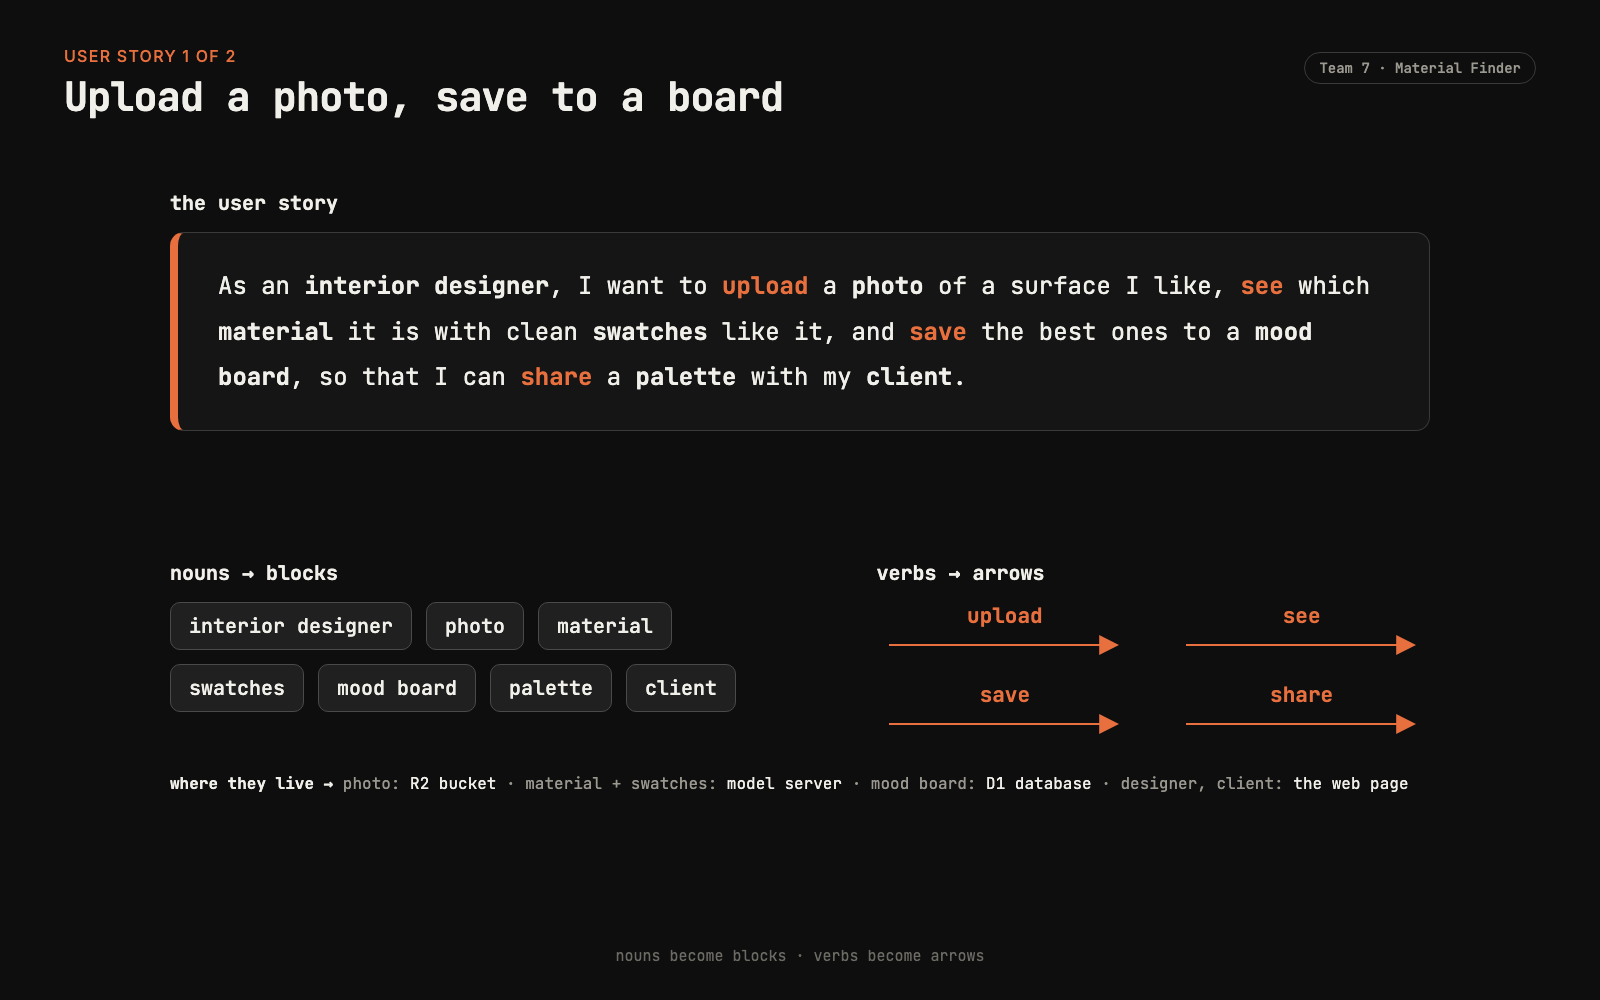 USER STORY 1 OF 2
Upload a photo, save to a board
Team 7 · Material Finder
the user story
As an interior designer, I want to upload a photo of a surface I like, see which
material it is with clean swatches like it, and save the best ones to a mood
board, so that I can share a palette with my client.
nouns → blocks
interior designer
photo
material
swatches
mood board
palette
client
verbs → arrows
upload
see
save
share
where they live → photo: R2 bucket · material + swatches: model server · mood board: D1 database · designer, client: the web page
nouns become blocks · verbs become arrows